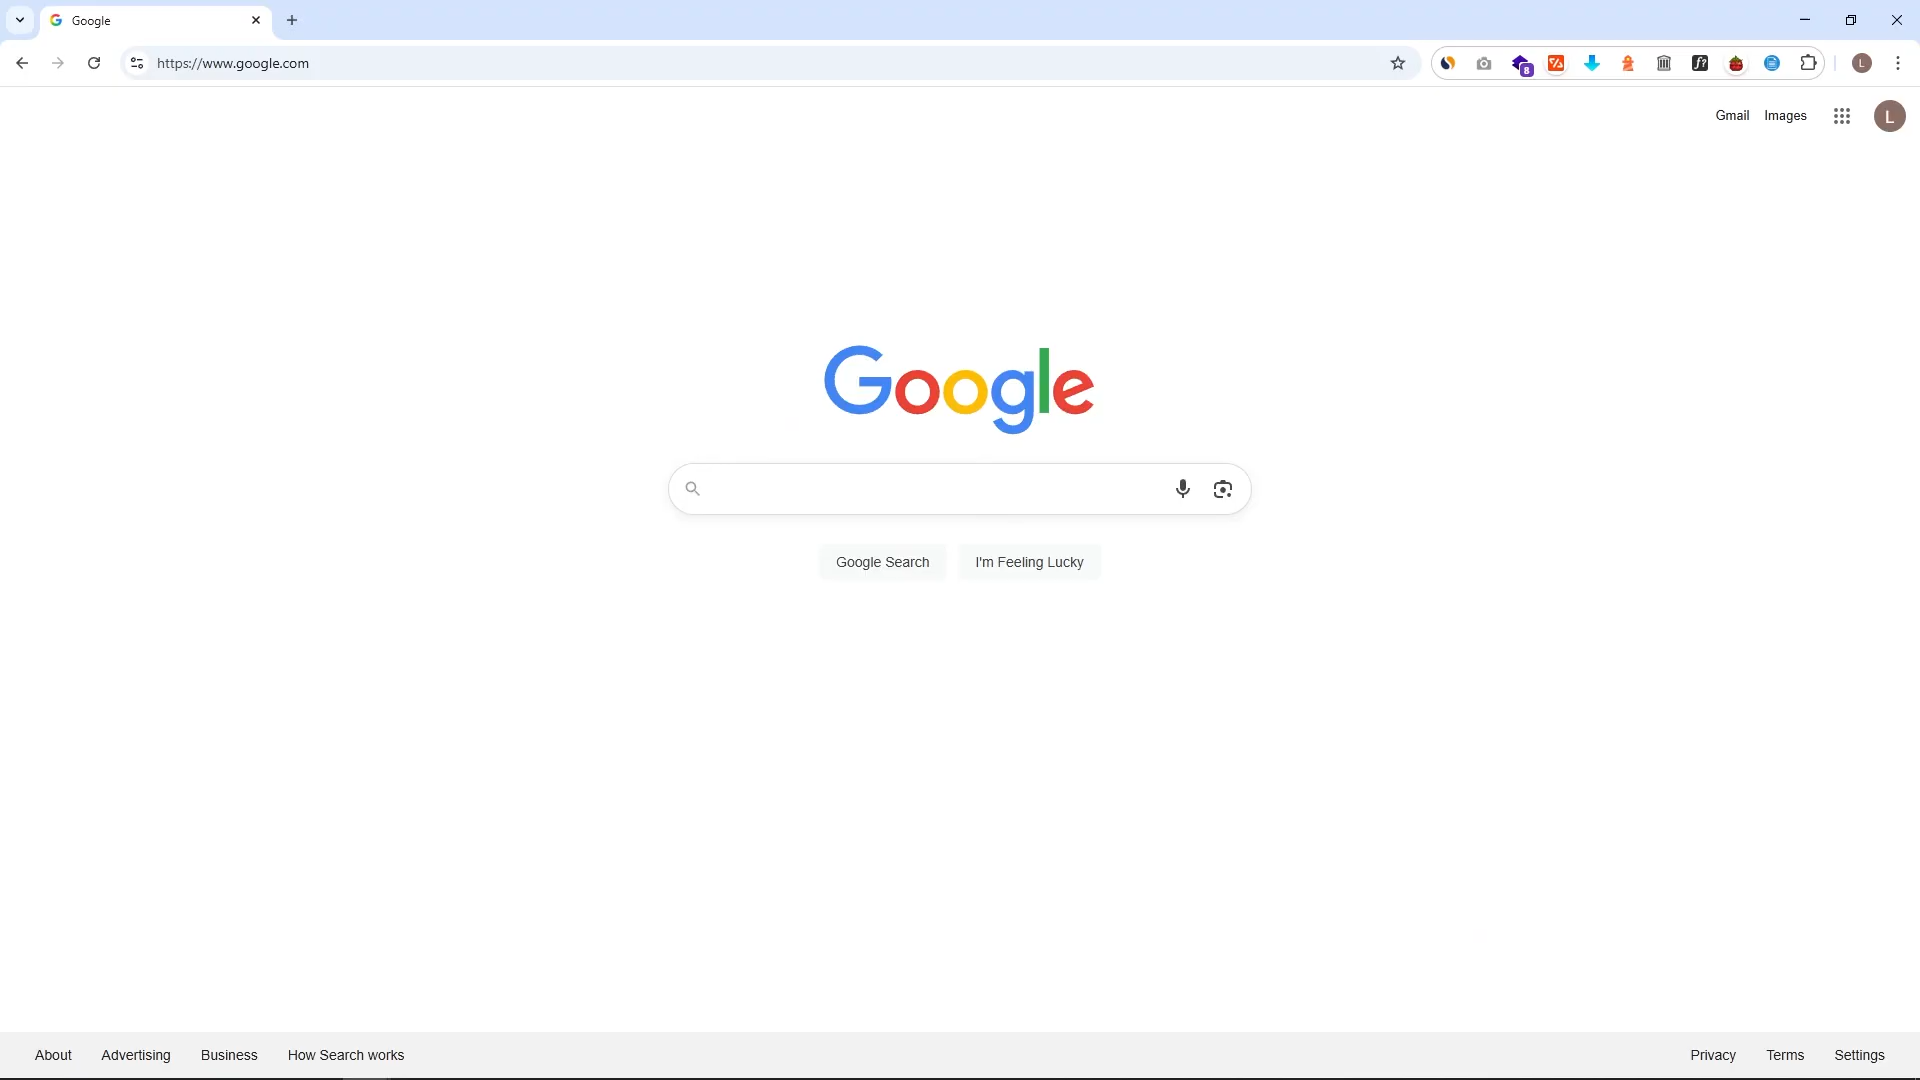 Google
https://www.google.com
8
f?
L
Gmail Images
L
Google
Google Search I'm Feeling Lucky
About Advertising Business How Search works
Privacy Terms Settings